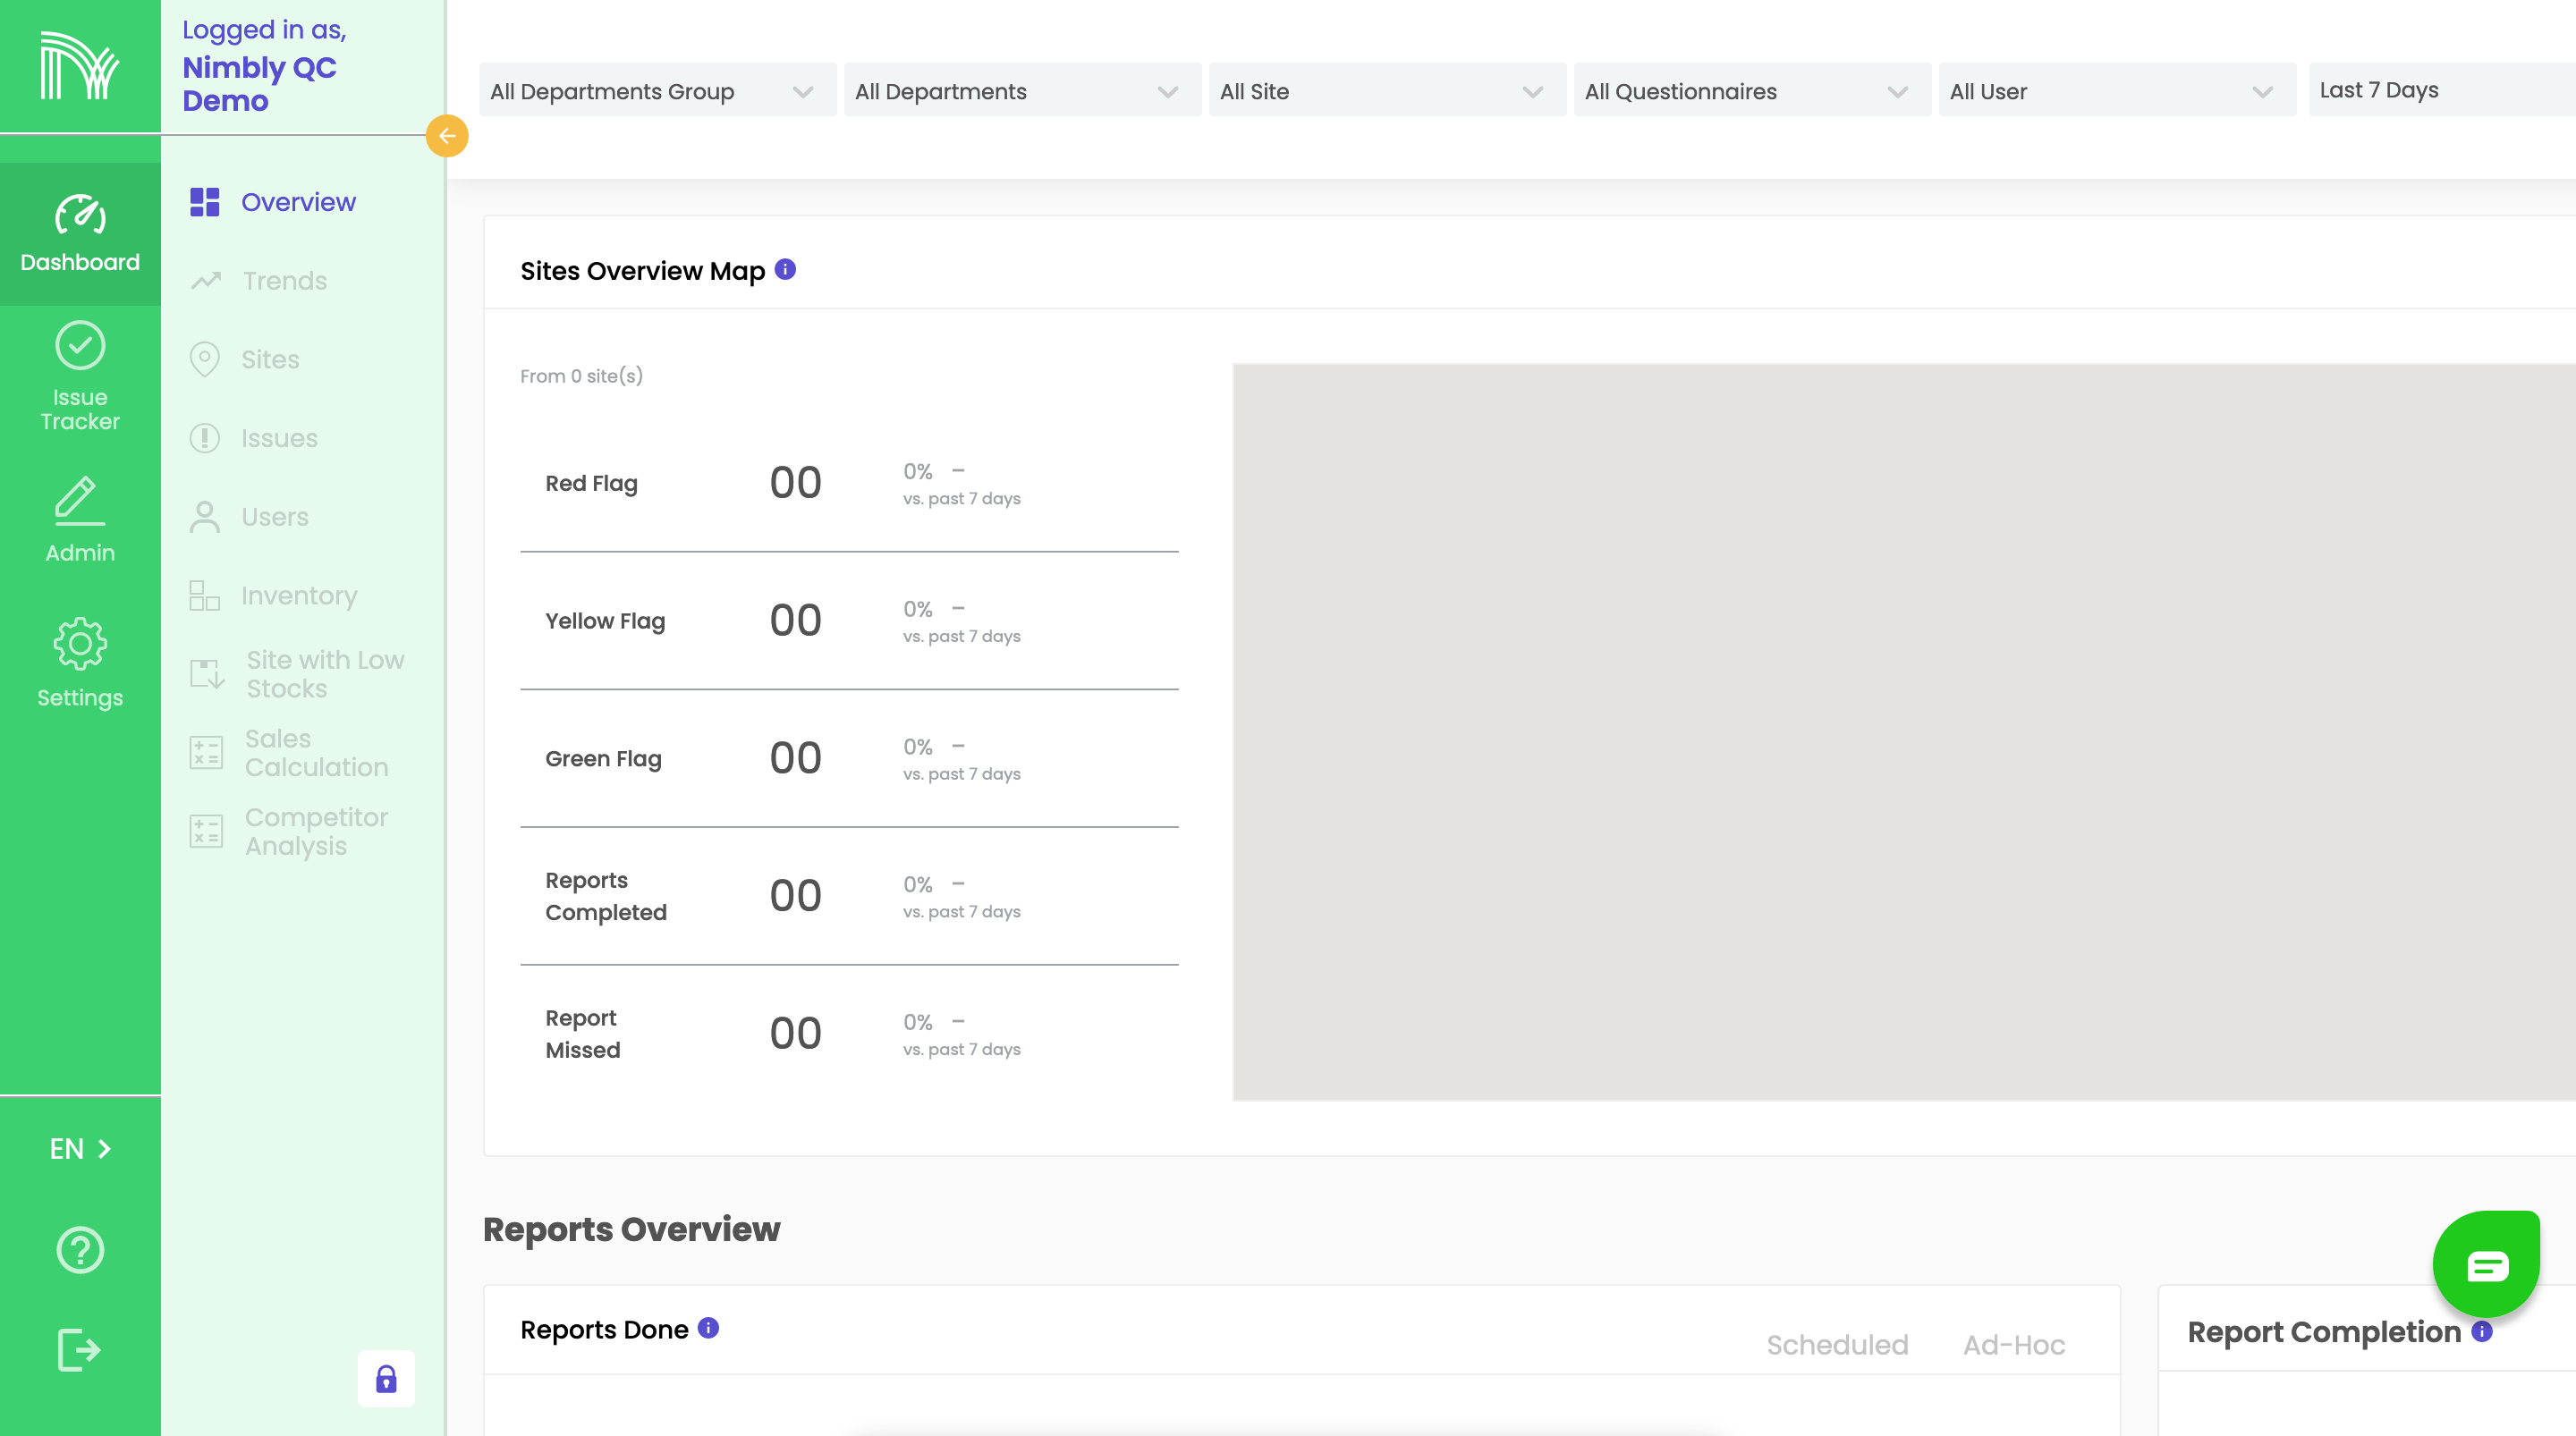 Logged in as,
Nimbly QC
Demo
Dashboard
Issue
Tracker
Admin
Settings
EN
Overview
Trends
Sites
Issues
Users
Inventory
Site with Low
Stocks
Sales
Calculation
Competitor
Analysis
All Departments Group
All Departments
All Site
All Questionnaires
All User
Last 7 Days
Sites Overview Map
From 0 site(s)
Red Flag 00 0% –
vs. past 7 days
Yellow Flag 00 0% –
vs. past 7 days
Green Flag 00 0% –
vs. past 7 days
Reports
Completed 00 0% –
vs. past 7 days
Report
Missed 00 0% –
vs. past 7 days
Reports Overview
Reports Done
Scheduled Ad-Hoc
Report Completion